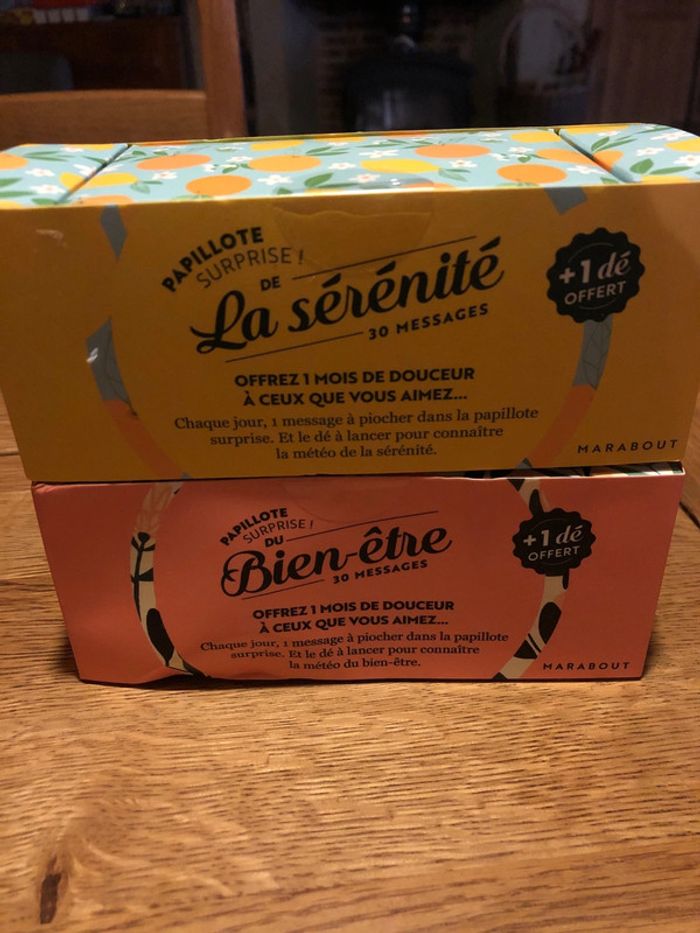 PAPILLOTE
SURPRISE !
DE
La sérénité
30 MESSAGES
+1 dé
OFFERT
OFFREZ 1 MOIS DE DOUCEUR
À CEUX QUE VOUS AIMEZ...
Chaque jour, 1 message à piocher dans la papillote
surprise. Et le dé à lancer pour connaître
la météo de la sérénité.
MARABOUT
PAPILLOTE
SURPRISE !
DU
Bien-être
30 MESSAGES
+1 dé
OFFERT
OFFREZ 1 MOIS DE DOUCEUR
À CEUX QUE VOUS AIMEZ...
Chaque jour, 1 message à piocher dans la papillote
surprise. Et le dé à lancer pour connaître
la météo du bien-être.
MARABOUT